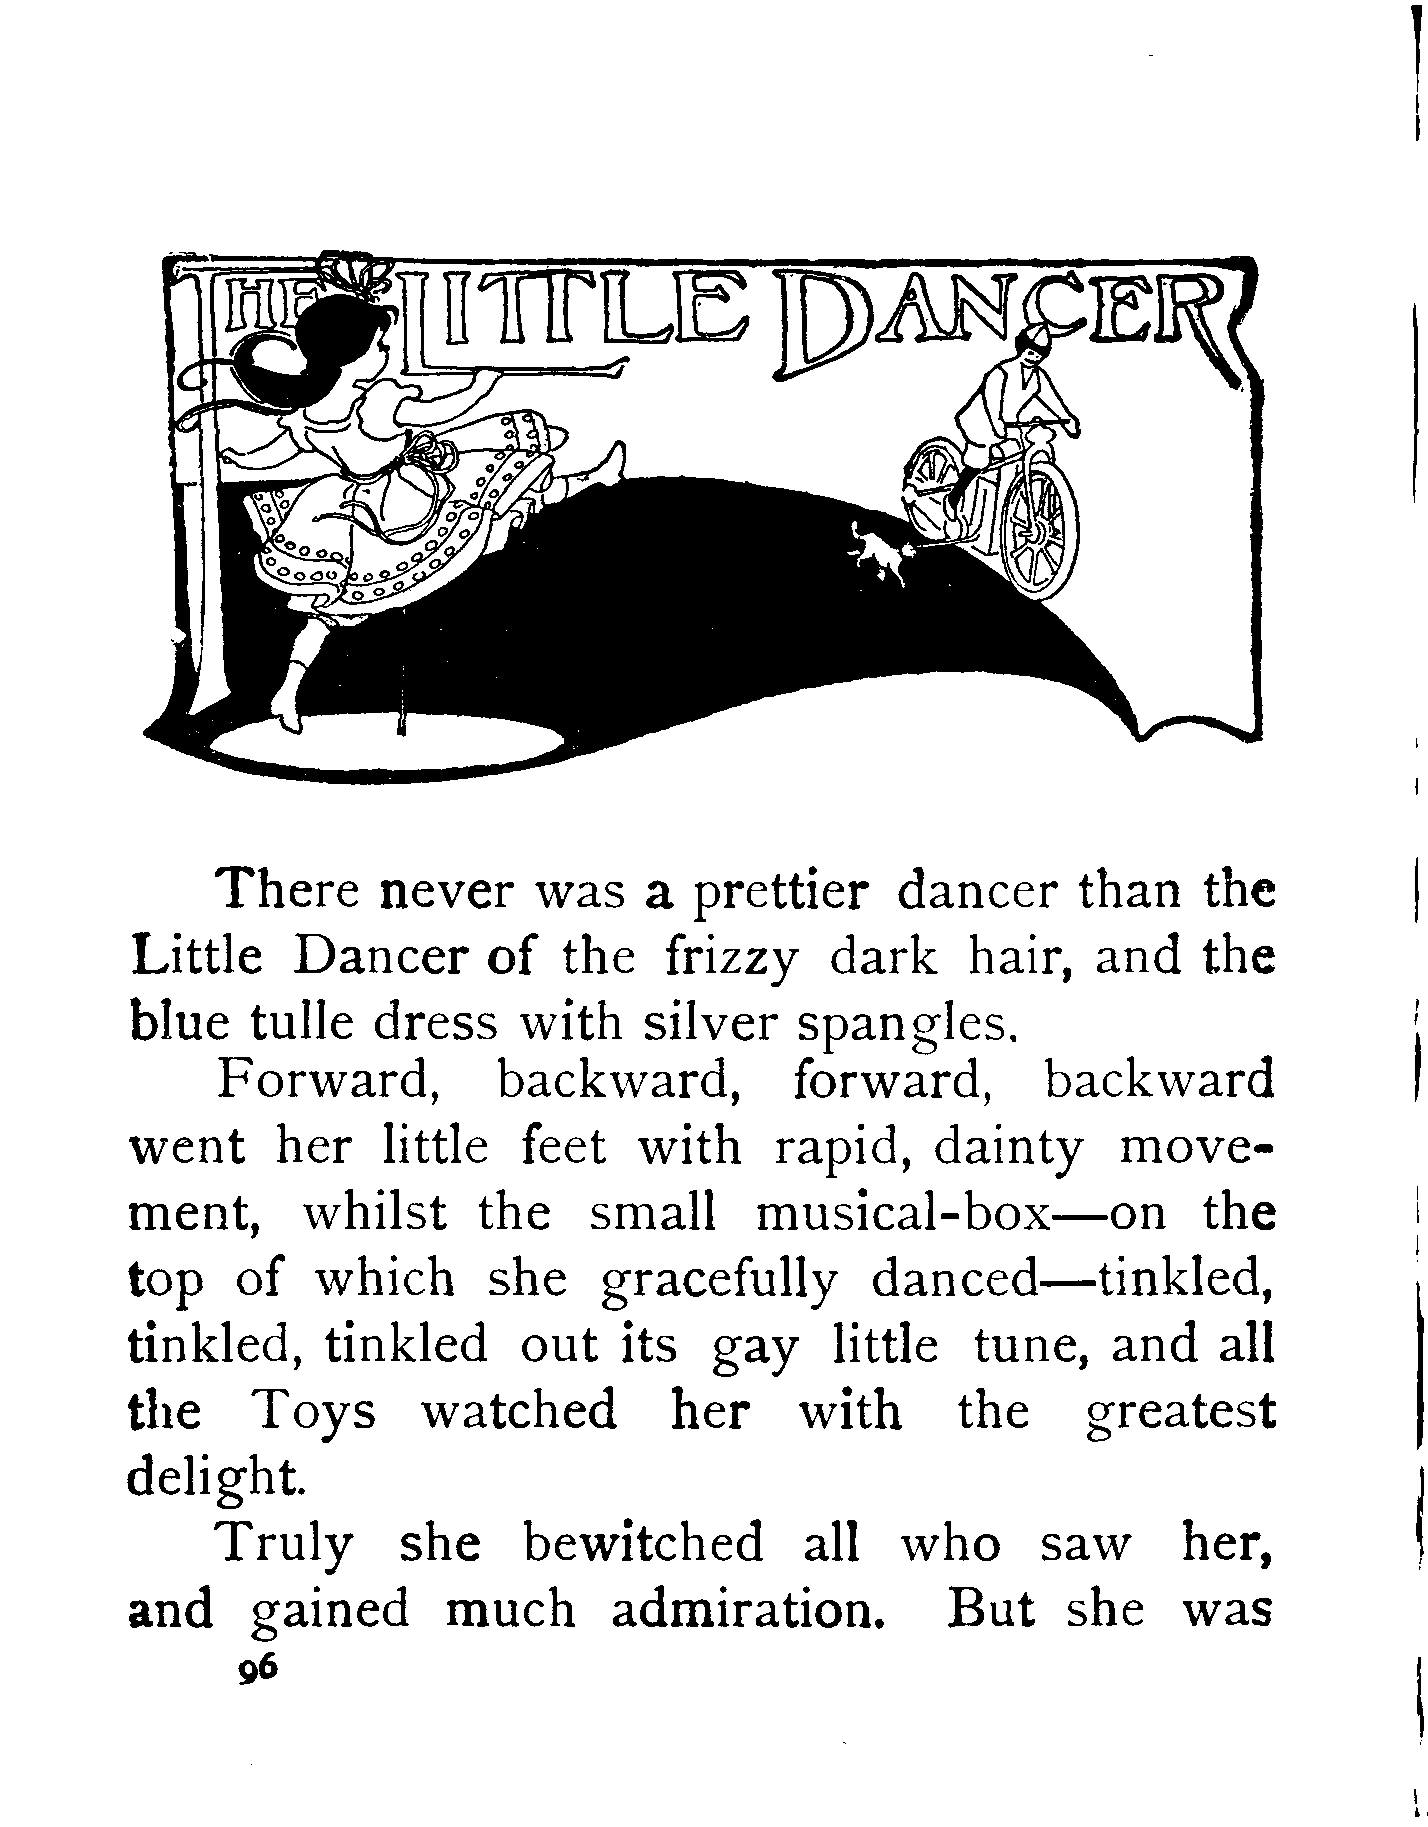 THE LITTLE DANCER
There never was a prettier dancer than the
Little Dancer of the frizzy dark hair, and the
blue tulle dress with silver spangles.
Forward, backward, forward, backward
went her little feet with rapid, dainty move-
ment, whilst the small musical-box—on the
top of which she gracefully danced—tinkled,
tinkled, tinkled out its gay little tune, and all
the Toys watched her with the greatest
delight.
Truly she bewitched all who saw her,
and gained much admiration. But she was
96